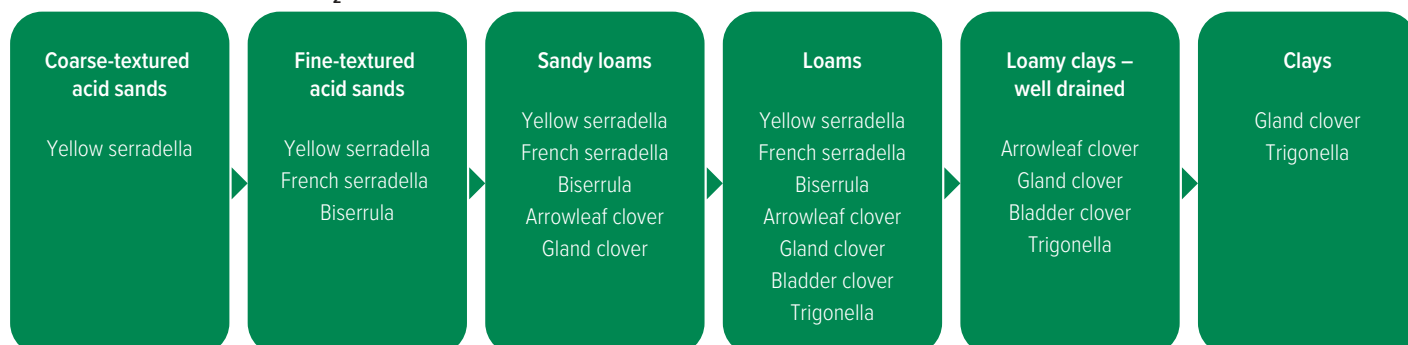 2
Coarse-textured
acid sands
Yellow serradella
Fine-textured
acid sands
Yellow serradella
French serradella
Biserrula
Sandy loams
Yellow serradella
French serradella
Biserrula
Arrowleaf clover
Gland clover
Loams
Yellow serradella
French serradella
Biserrula
Arrowleaf clover
Gland clover
Bladder clover
Trigonella
Loamy clays –
well drained
Arrowleaf clover
Gland clover
Bladder clover
Trigonella
Clays
Gland clover
Trigonella